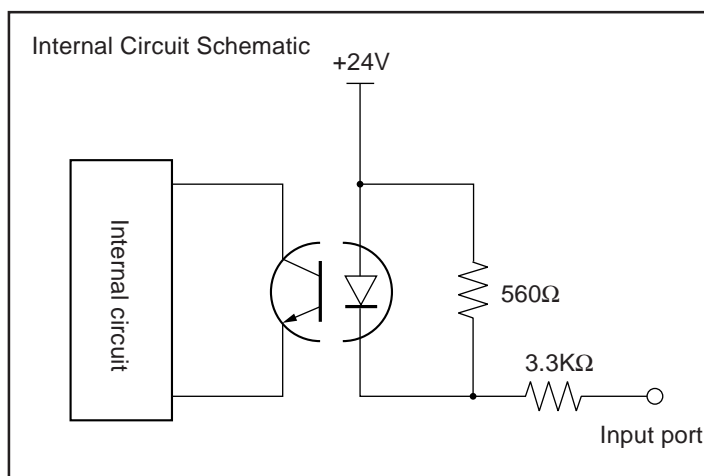 Internal Circuit Schematic
+24V
Internal circuit
560Ω
3.3KΩ
Input port